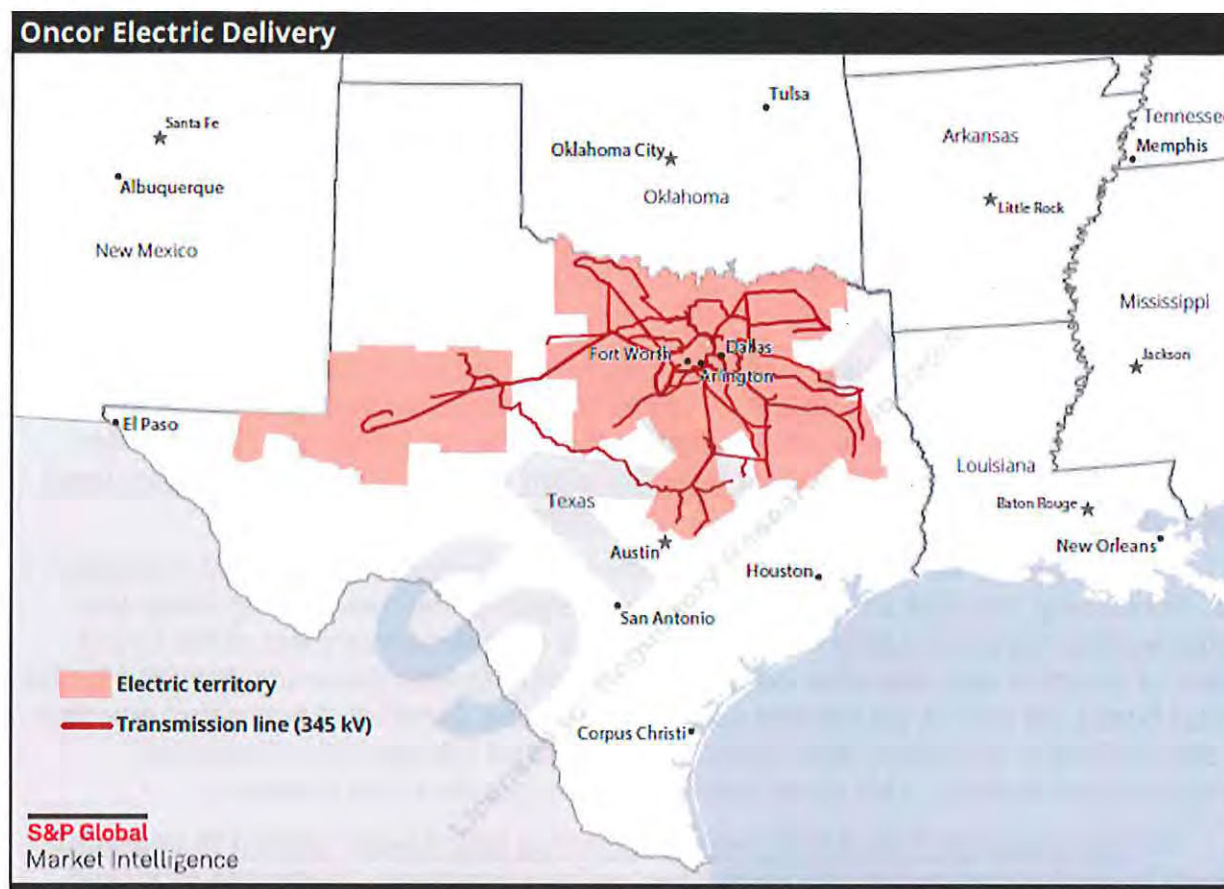 Oncor Electric Delivery
Tulsa
Santa Fe
Tennessee
Arkansas
Oklahoma City
Memphis
Albuquerque
Oklahoma
Little Rock
New Mexico
Mississippi
Dallas
Fort Worth
Jackson
Arlington
El Paso
Louisiana
Texas
Baton Rouge
Austin
New Orleans
Houston
San Antonio
Electric territory
Transmission line (345 kV)
Corpus Christi
S&P Global
Market Intelligence